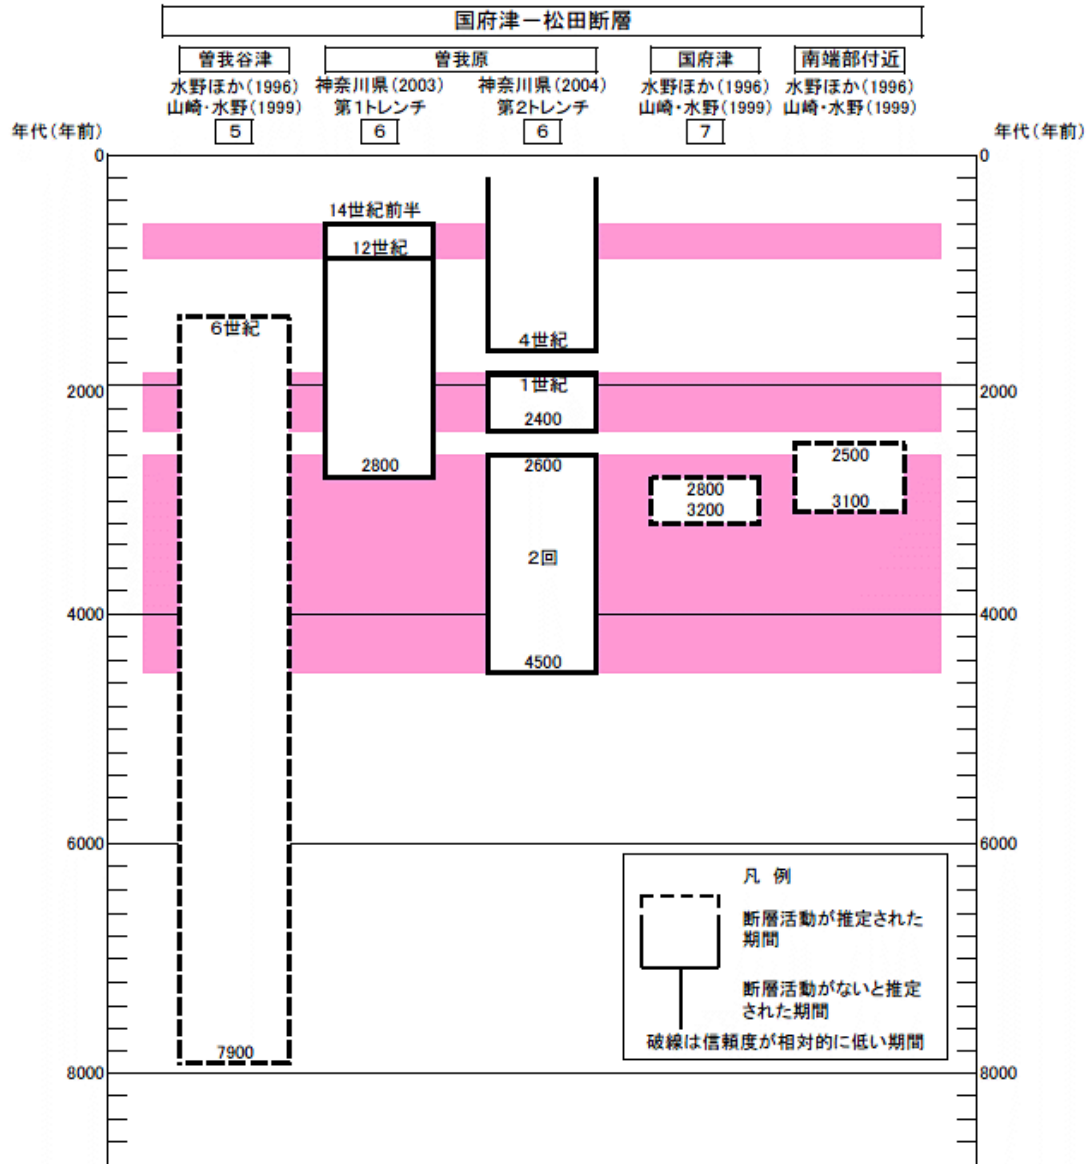 国府津－松田断層
曽我谷津
曽我原
国府津
南端部付近
水野ほか(1996)
神奈川県(2003)
神奈川県(2004)
水野ほか(1996)
水野ほか(1996)
山崎・水野(1999)
第1トレンチ
第2トレンチ
山崎・水野(1999)
山崎・水野(1999)
年代(年前)
5
6
6
7
年代(年前)
0
0
14世紀前半
12世紀
6世紀
4世紀
1世紀
2000
2000
2400
2500
2800
2600
2800
3200
3100
2回
4000
4000
4500
6000
6000
凡 例
断層活動が推定された
期間
断層活動がないと推定
された期間
破線は信頼度が相対的に低い期間
7900
8000
8000